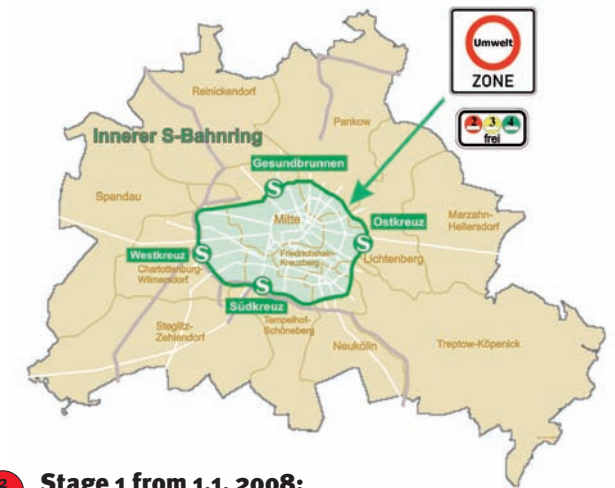 Umwelt
ZONE
2 3 4
frei
Reinickendorf
Pankow
Innerer S-Bahnring
Gesundbrunnen
S
Spandau
Mitte
Ostkreuz
Marzahn-
Hellersdorf
S
Friedrichshain-
Kreuzberg
Westkreuz
S
Lichtenberg
Charlottenburg-
Wilmersdorf
S
Südkreuz
Tempelhof-
Schöneberg
Steglitz-
Zehlendorf
Neukölln
Treptow-Köpenick
2
Stage 1 from 1.1. 2008: